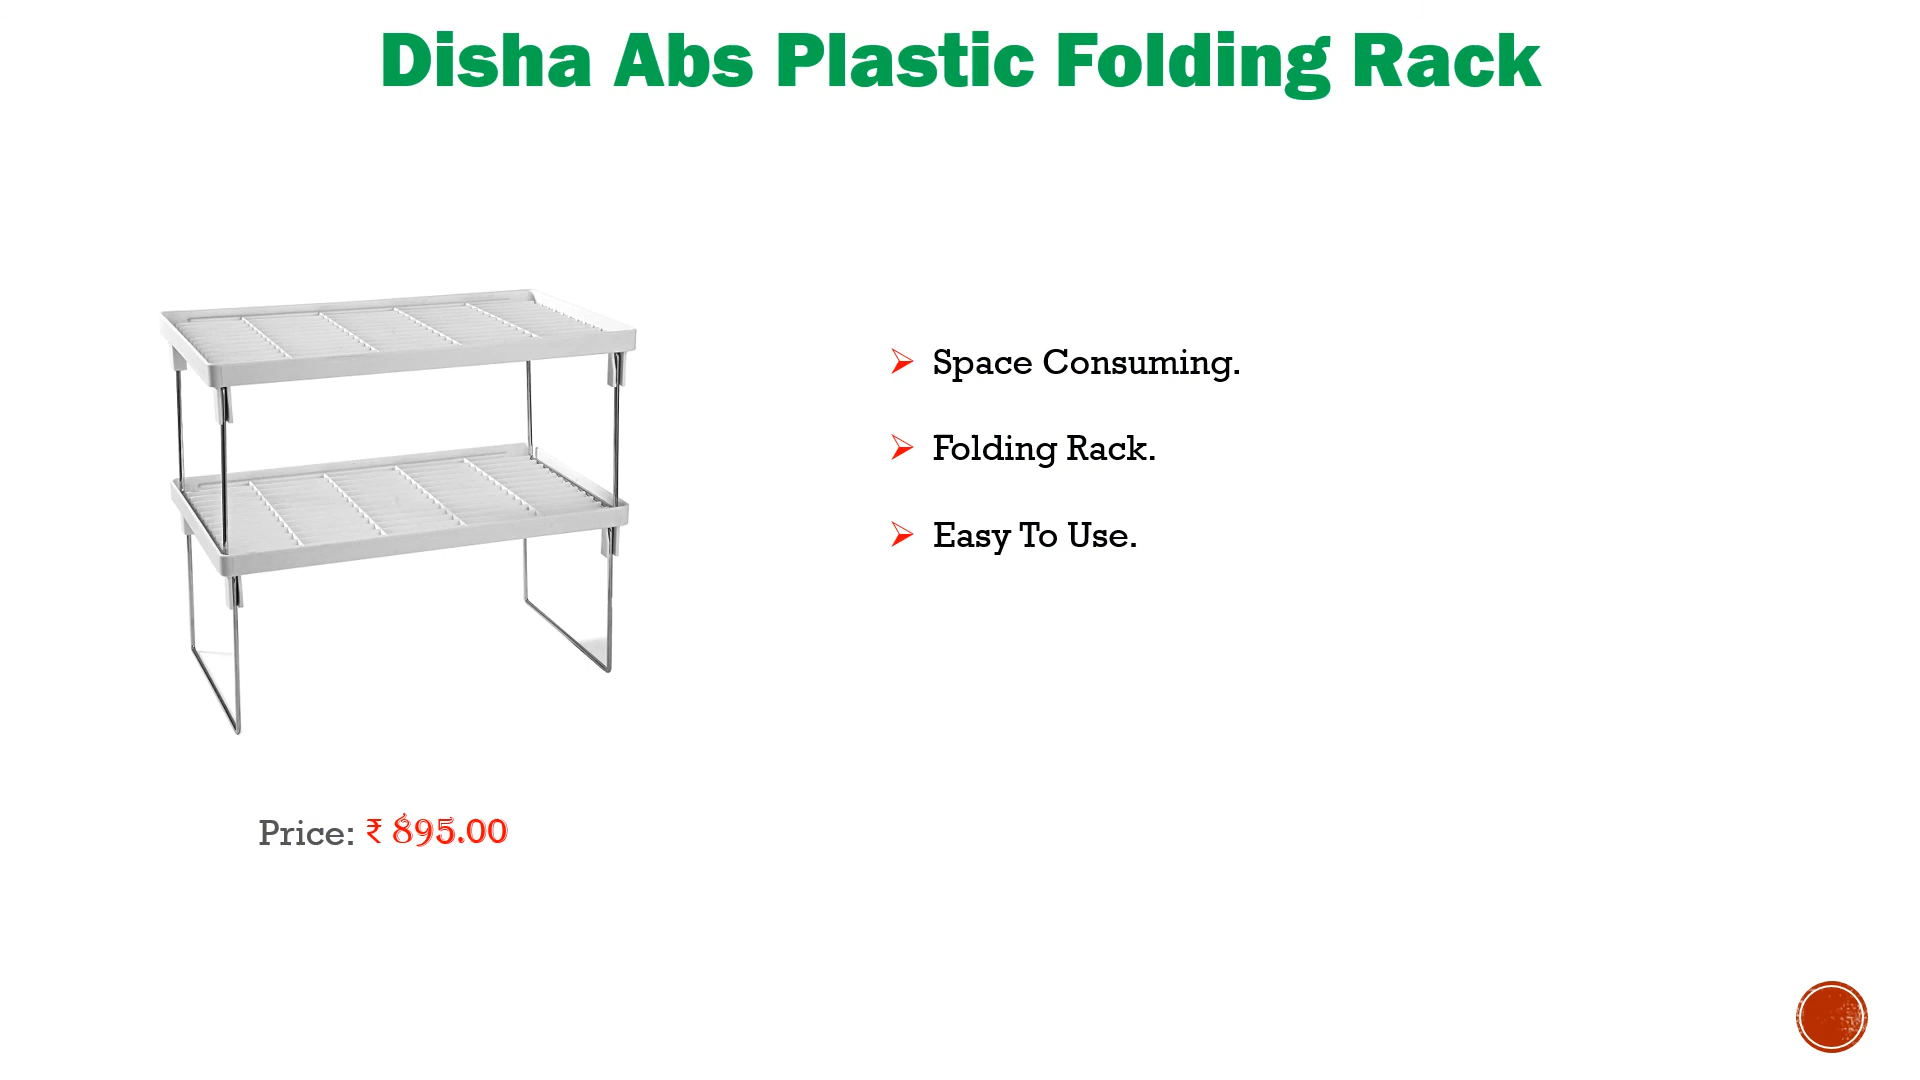 Disha Abs Plastic Folding Rack
Space Consuming.
Folding Rack.
Easy To Use.
Price: ₹ 895.00